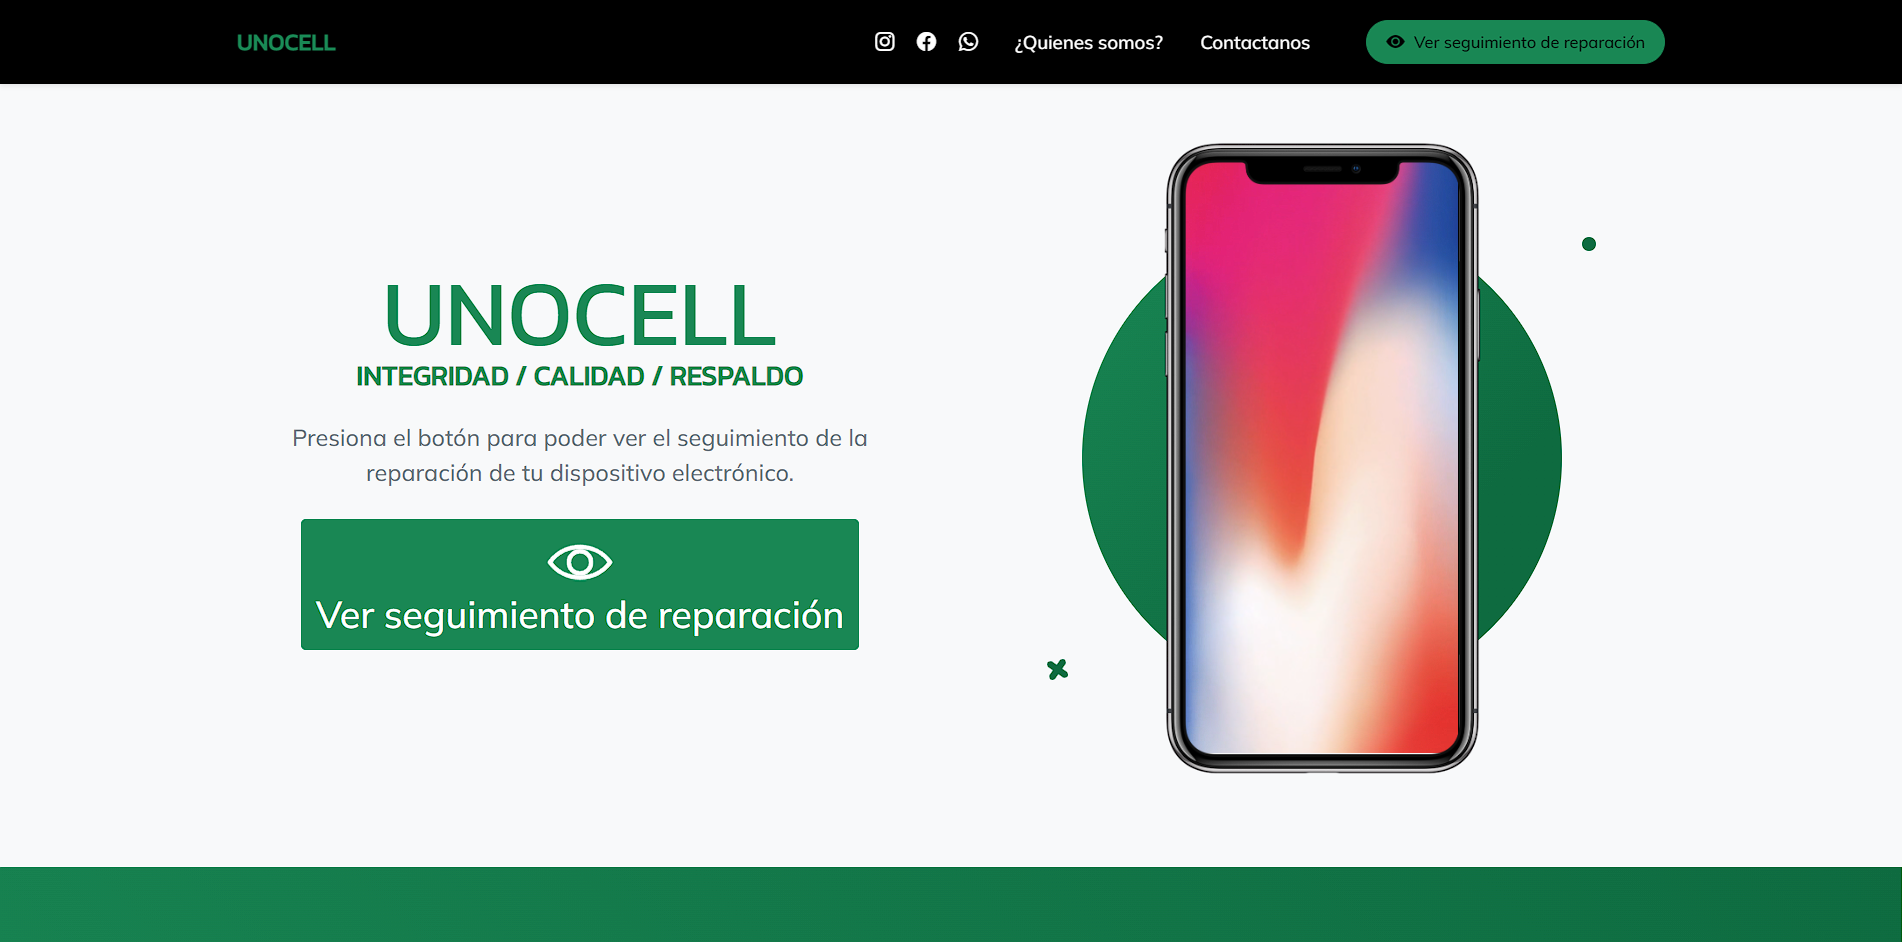 UNOCELL
¿Quienes somos?
Contactanos
Ver seguimiento de reparación
UNOCELL
INTEGRIDAD / CALIDAD / RESPALDO
Presiona el botón para poder ver el seguimiento de la
reparación de tu dispositivo electrónico.
Ver seguimiento de reparación